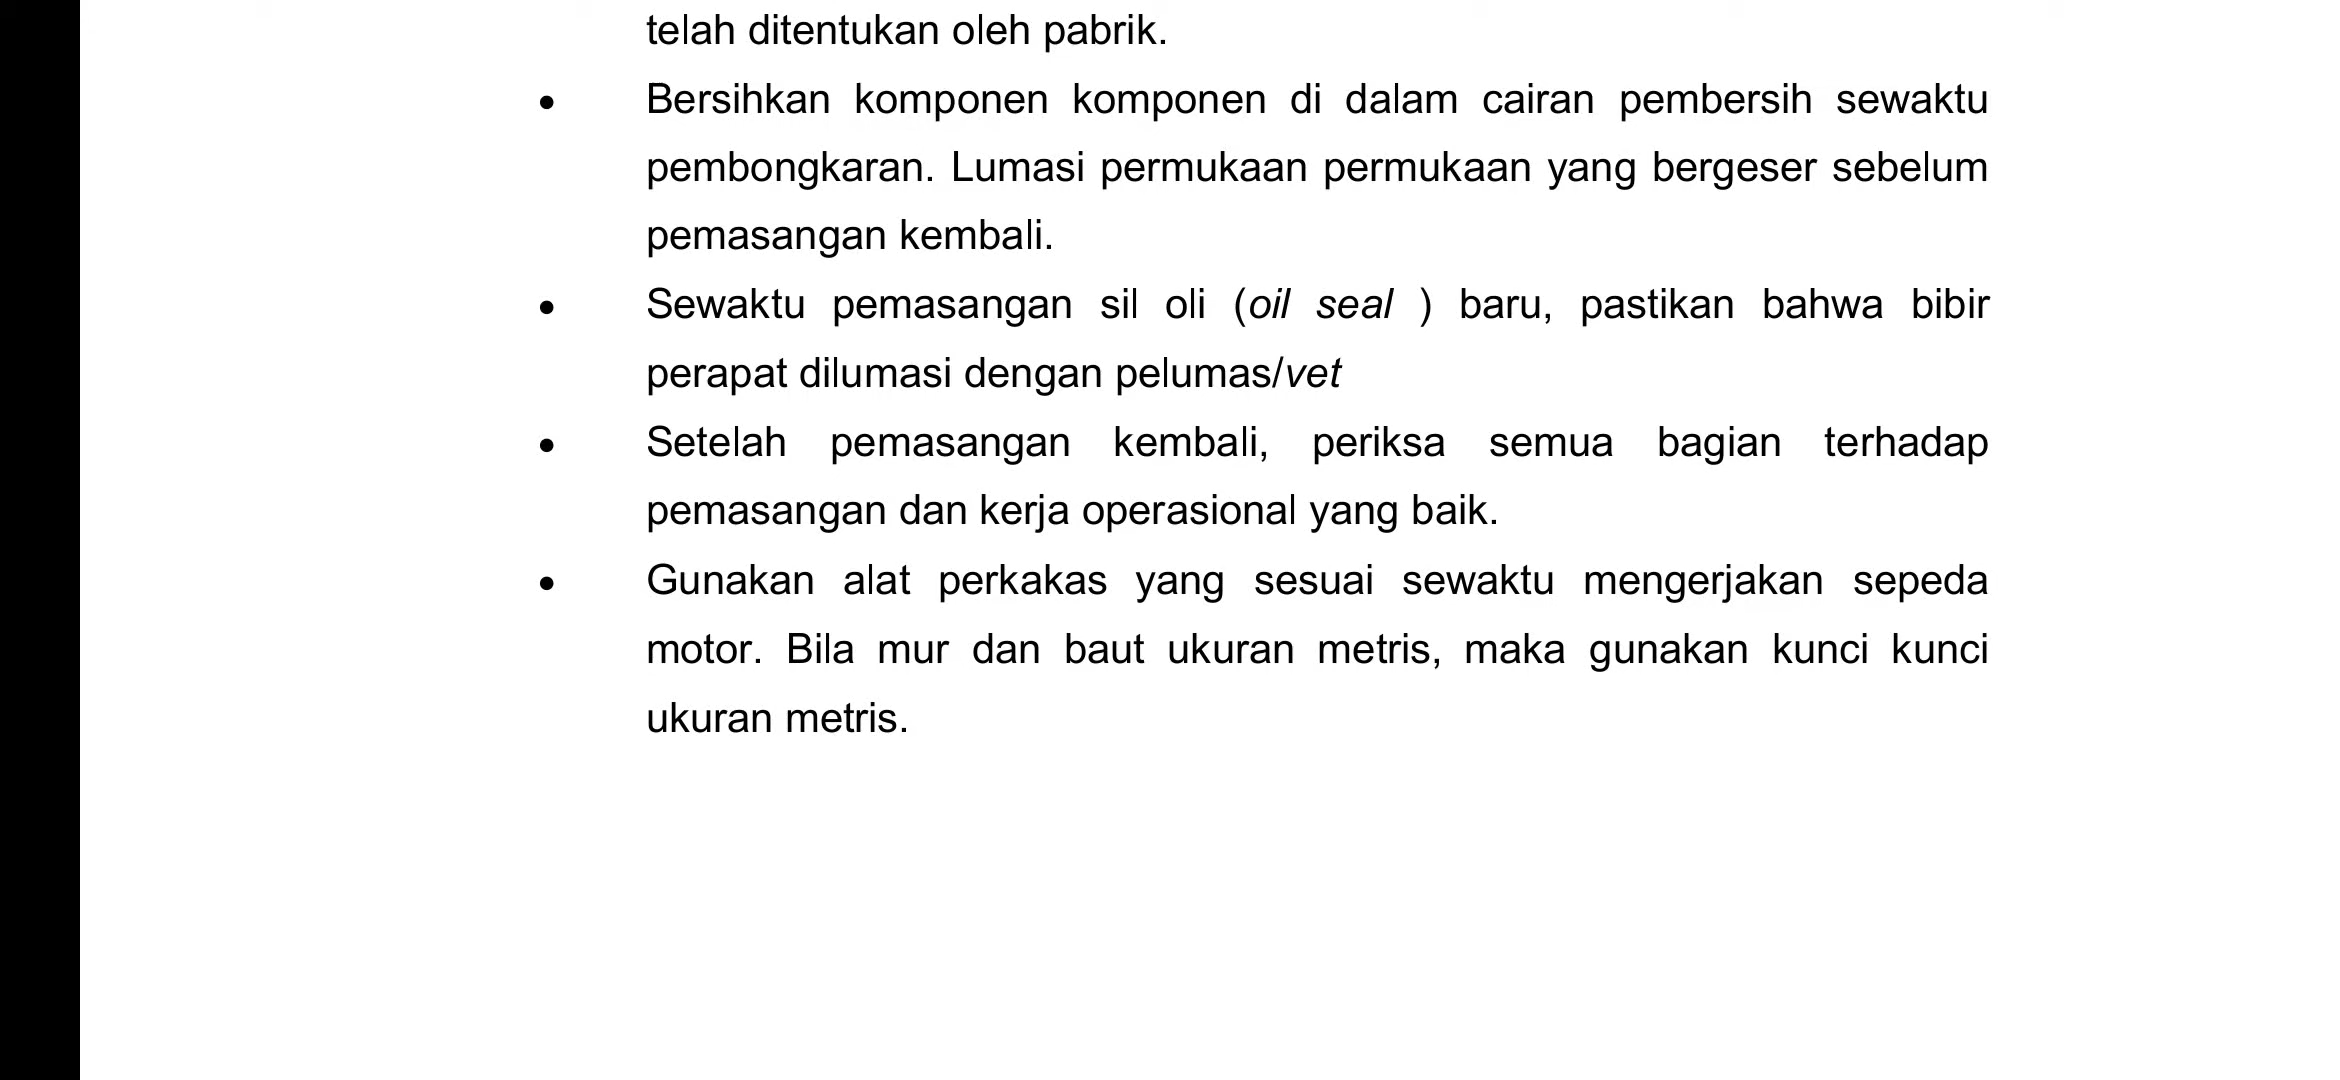 telah ditentukan oleh pabrik.
• Bersihkan komponen komponen di dalam cairan pembersih sewaktu
pembongkaran. Lumasi permukaan permukaan yang bergeser sebelum
pemasangan kembali.
• Sewaktu pemasangan sil oli (oil seal ) baru, pastikan bahwa bibir
perapat dilumasi dengan pelumas/vet
• Setelah pemasangan kembali, periksa semua bagian terhadap
pemasangan dan kerja operasional yang baik.
• Gunakan alat perkakas yang sesuai sewaktu mengerjakan sepeda
motor. Bila mur dan baut ukuran metris, maka gunakan kunci kunci
ukuran metris.